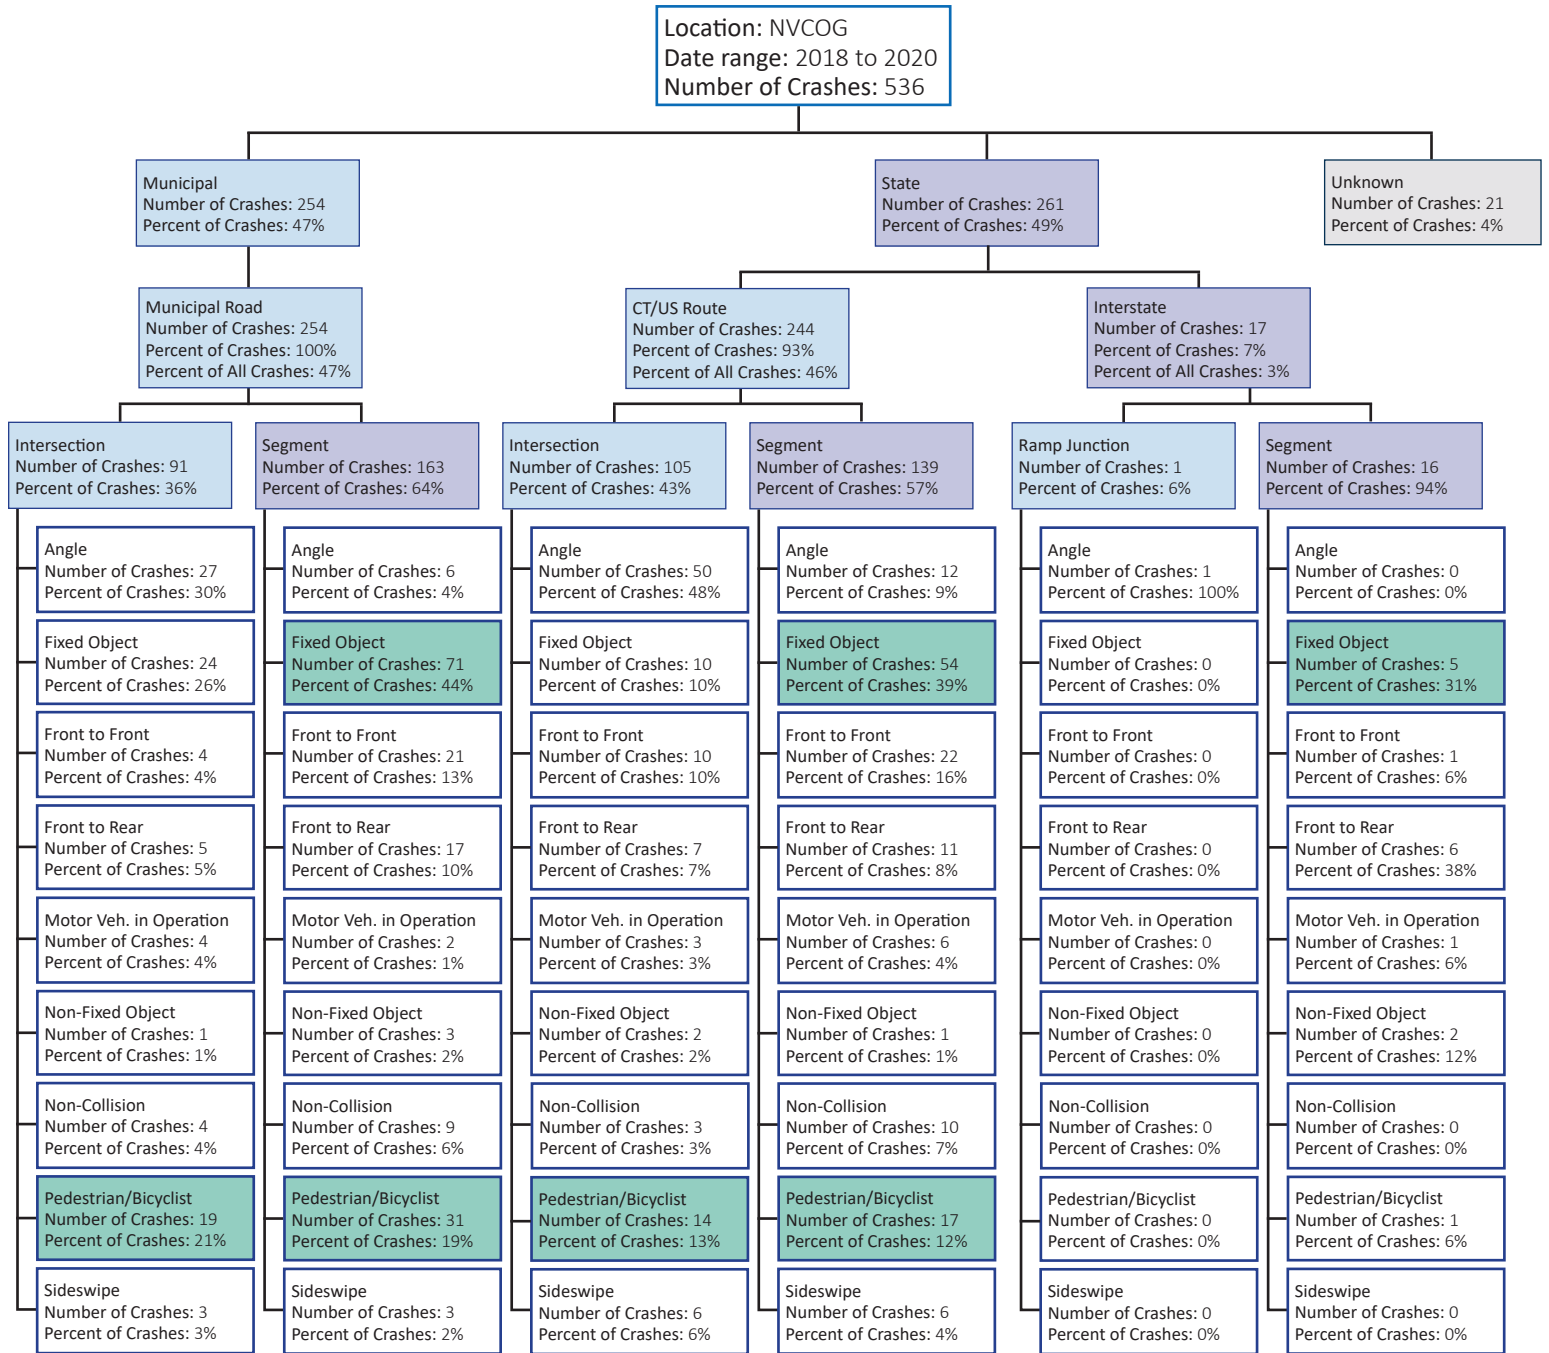 Location: NVCOG
Date range: 2018 to 2020
Number of Crashes: 536
Municipal
Number of Crashes: 254
Percent of Crashes: 47%
State
Number of Crashes: 261
Percent of Crashes: 49%
Unknown
Number of Crashes: 21
Percent of Crashes: 4%
Municipal Road
Number of Crashes: 254
Percent of Crashes: 100%
Percent of All Crashes: 47%
CT/US Route
Number of Crashes: 244
Percent of Crashes: 93%
Percent of All Crashes: 46%
Interstate
Number of Crashes: 17
Percent of Crashes: 7%
Percent of All Crashes: 3%
Intersection
Number of Crashes: 91
Percent of Crashes: 36%
Angle
Number of Crashes: 27
Percent of Crashes: 30%
Fixed Object
Number of Crashes: 24
Percent of Crashes: 26%
Front to Front
Number of Crashes: 4
Percent of Crashes: 4%
Front to Rear
Number of Crashes: 5
Percent of Crashes: 5%
Motor Veh. in Operation
Number of Crashes: 4
Percent of Crashes: 4%
Non-Fixed Object
Number of Crashes: 1
Percent of Crashes: 1%
Non-Collision
Number of Crashes: 4
Percent of Crashes: 4%
Pedestrian/Bicyclist
Number of Crashes: 19
Percent of Crashes: 21%
Sideswipe
Number of Crashes: 3
Percent of Crashes: 3%
Segment
Number of Crashes: 163
Percent of Crashes: 64%
Angle
Number of Crashes: 6
Percent of Crashes: 4%
Fixed Object
Number of Crashes: 71
Percent of Crashes: 44%
Front to Front
Number of Crashes: 21
Percent of Crashes: 13%
Front to Rear
Number of Crashes: 17
Percent of Crashes: 10%
Motor Veh. in Operation
Number of Crashes: 2
Percent of Crashes: 1%
Non-Fixed Object
Number of Crashes: 3
Percent of Crashes: 2%
Non-Collision
Number of Crashes: 9
Percent of Crashes: 6%
Pedestrian/Bicyclist
Number of Crashes: 31
Percent of Crashes: 19%
Sideswipe
Number of Crashes: 3
Percent of Crashes: 2%
Intersection
Number of Crashes: 105
Percent of Crashes: 43%
Angle
Number of Crashes: 50
Percent of Crashes: 48%
Fixed Object
Number of Crashes: 10
Percent of Crashes: 10%
Front to Front
Number of Crashes: 10
Percent of Crashes: 10%
Front to Rear
Number of Crashes: 7
Percent of Crashes: 7%
Motor Veh. in Operation
Number of Crashes: 3
Percent of Crashes: 3%
Non-Fixed Object
Number of Crashes: 2
Percent of Crashes: 2%
Non-Collision
Number of Crashes: 3
Percent of Crashes: 3%
Pedestrian/Bicyclist
Number of Crashes: 14
Percent of Crashes: 13%
Sideswipe
Number of Crashes: 6
Percent of Crashes: 6%
Segment
Number of Crashes: 139
Percent of Crashes: 57%
Angle
Number of Crashes: 12
Percent of Crashes: 9%
Fixed Object
Number of Crashes: 54
Percent of Crashes: 39%
Front to Front
Number of Crashes: 22
Percent of Crashes: 16%
Front to Rear
Number of Crashes: 11
Percent of Crashes: 8%
Motor Veh. in Operation
Number of Crashes: 6
Percent of Crashes: 4%
Non-Fixed Object
Number of Crashes: 1
Percent of Crashes: 1%
Non-Collision
Number of Crashes: 10
Percent of Crashes: 7%
Pedestrian/Bicyclist
Number of Crashes: 17
Percent of Crashes: 12%
Sideswipe
Number of Crashes: 6
Percent of Crashes: 4%
Ramp Junction
Number of Crashes: 1
Percent of Crashes: 6%
Angle
Number of Crashes: 1
Percent of Crashes: 100%
Fixed Object
Number of Crashes: 0
Percent of Crashes: 0%
Front to Front
Number of Crashes: 0
Percent of Crashes: 0%
Front to Rear
Number of Crashes: 0
Percent of Crashes: 0%
Motor Veh. in Operation
Number of Crashes: 0
Percent of Crashes: 0%
Non-Fixed Object
Number of Crashes: 0
Percent of Crashes: 0%
Non-Collision
Number of Crashes: 0
Percent of Crashes: 0%
Pedestrian/Bicyclist
Number of Crashes: 0
Percent of Crashes: 0%
Sideswipe
Number of Crashes: 0
Percent of Crashes: 0%
Segment
Number of Crashes: 16
Percent of Crashes: 94%
Angle
Number of Crashes: 0
Percent of Crashes: 0%
Fixed Object
Number of Crashes: 5
Percent of Crashes: 31%
Front to Front
Number of Crashes: 1
Percent of Crashes: 6%
Front to Rear
Number of Crashes: 6
Percent of Crashes: 38%
Motor Veh. in Operation
Number of Crashes: 1
Percent of Crashes: 6%
Non-Fixed Object
Number of Crashes: 2
Percent of Crashes: 12%
Non-Collision
Number of Crashes: 0
Percent of Crashes: 0%
Pedestrian/Bicyclist
Number of Crashes: 1
Percent of Crashes: 6%
Sideswipe
Number of Crashes: 0
Percent of Crashes: 0%